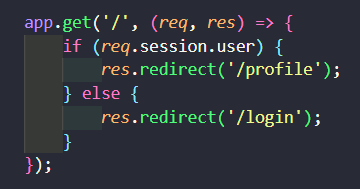 app.get('/', (req, res) => {
    if (req.session.user) {
        res.redirect('/profile');
    } else {
        res.redirect('/login');
    }
});